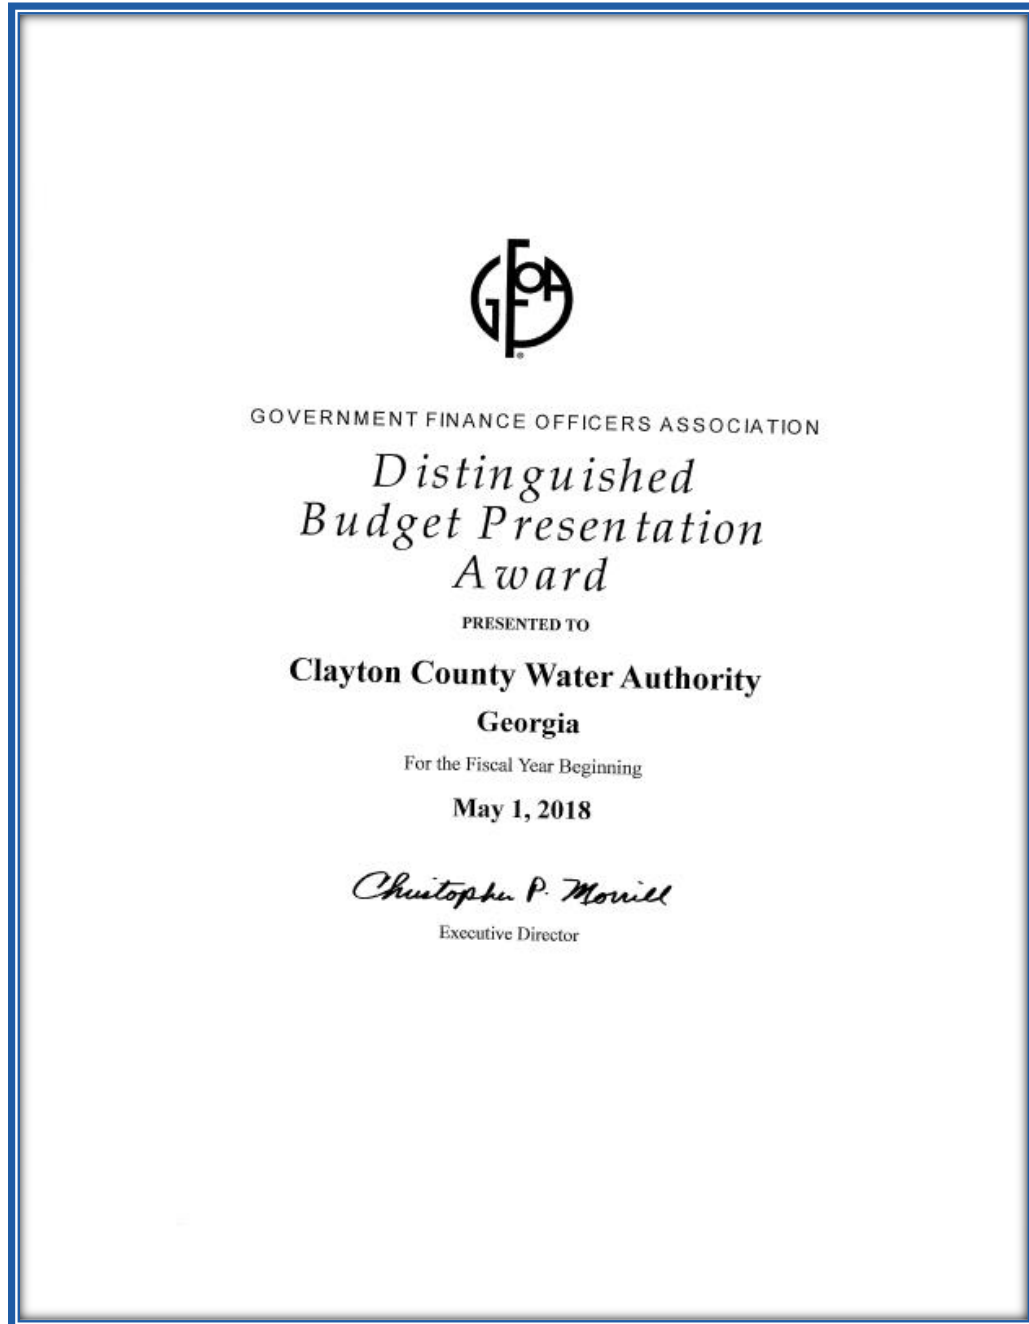 GFOA
®
GOVERNMENT FINANCE OFFICERS ASSOCIATION
Distinguished
Budget Presentation
Award
PRESENTED TO
Clayton County Water Authority
Georgia
For the Fiscal Year Beginning
May 1, 2018
Christopher P. Morrill
Executive Director